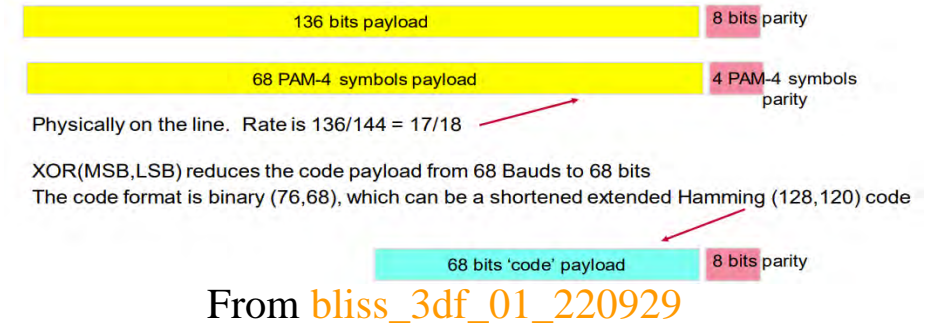 136 bits payload 8 bits parity
68 PAM-4 symbols payload 4 PAM-4 symbols
parity
Physically on the line. Rate is 136/144 = 17/18
XOR(MSB,LSB) reduces the code payload from 68 Bauds to 68 bits
The code format is binary (76,68), which can be a shortened extended Hamming (128,120) code
68 bits 'code' payload 8 bits parity
From bliss_3df_01_220929